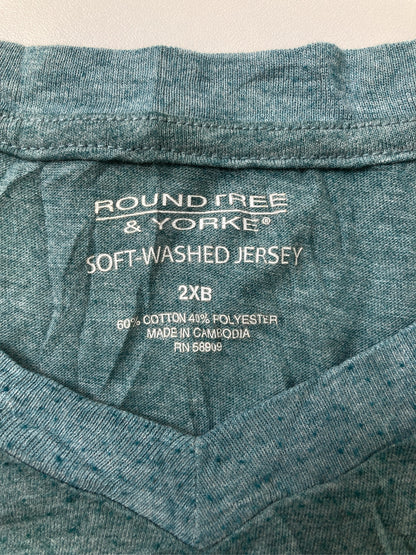 ROUNDTREE
& YORKE®
SOFT-WASHED JERSEY
2XB
60% COTTON 40% POLYESTER
MADE IN CAMBODIA
RN 58909